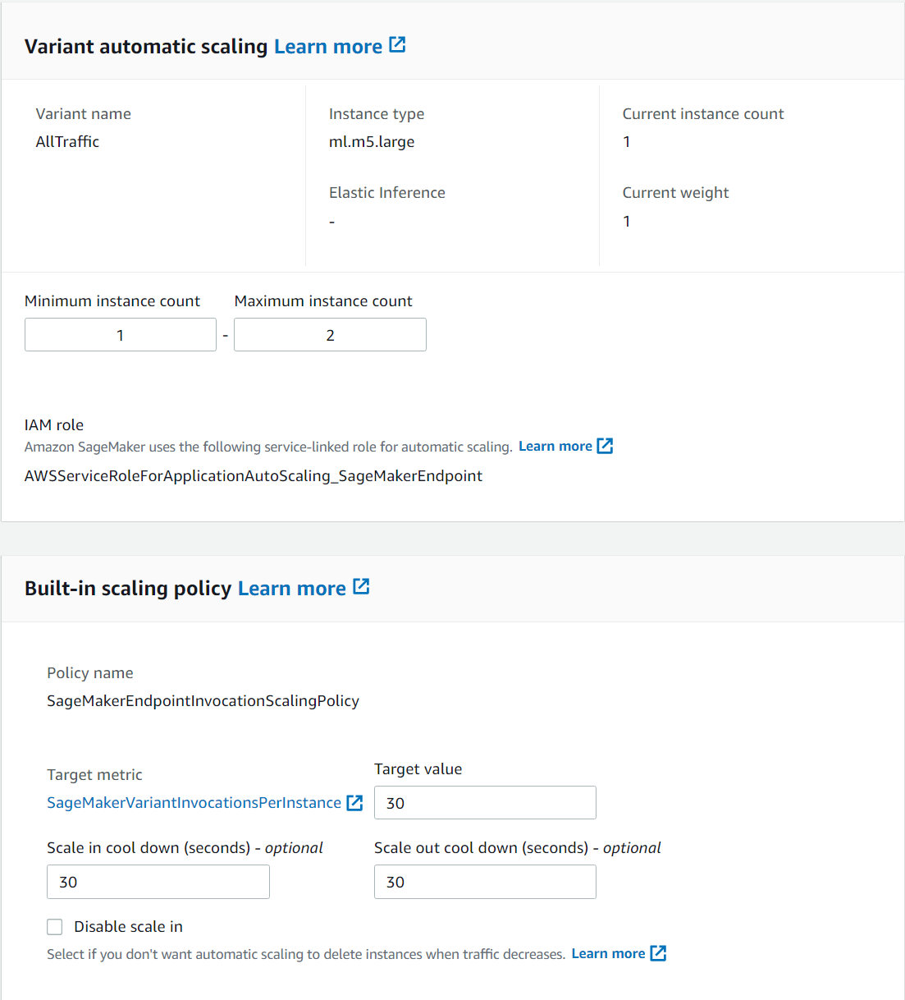 Variant automatic scaling Learn more
Variant name
AllTraffic
Instance type
ml.m5.large
Elastic Inference
-
Current instance count
1
Current weight
1
Minimum instance count
1
-
Maximum instance count
2
IAM role
Amazon SageMaker uses the following service-linked role for automatic scaling. Learn more
AWSServiceRoleForApplicationAutoScaling_SageMakerEndpoint
Built-in scaling policy Learn more
Policy name
SageMakerEndpointInvocationScalingPolicy
Target metric
SageMakerVariantInvocationsPerInstance
Target value
30
Scale in cool down (seconds) - optional
30
Scale out cool down (seconds) - optional
30
Disable scale in
Select if you don't want automatic scaling to delete instances when traffic decreases. Learn more